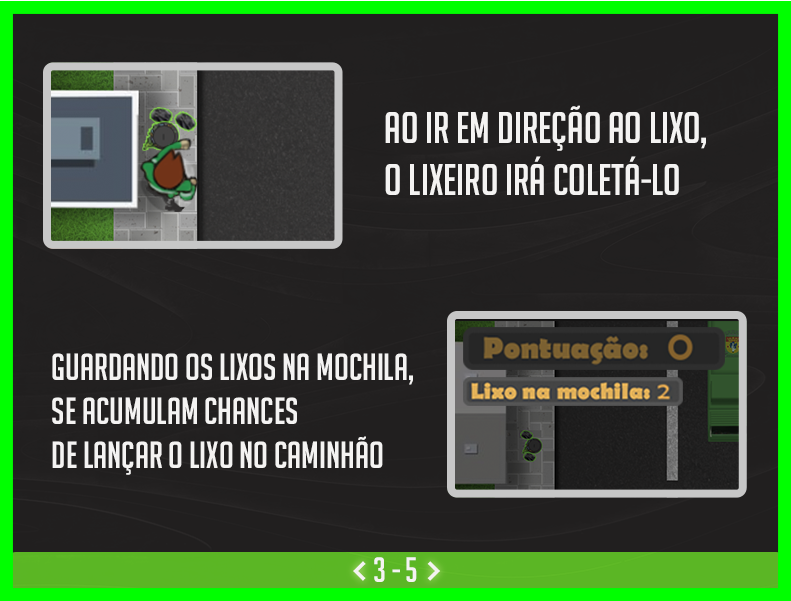 AO IR EM DIREÇÃO AO LIXO,
O LIXEIRO IRÁ COLETÁ-LO
Pontuação: 0
Lixo na mochila: 2
GUARDANDO OS LIXOS NA MOCHILA,
SE ACUMULAM CHANCES
DE LANÇAR O LIXO NO CAMINHÃO
< 3 - 5 >